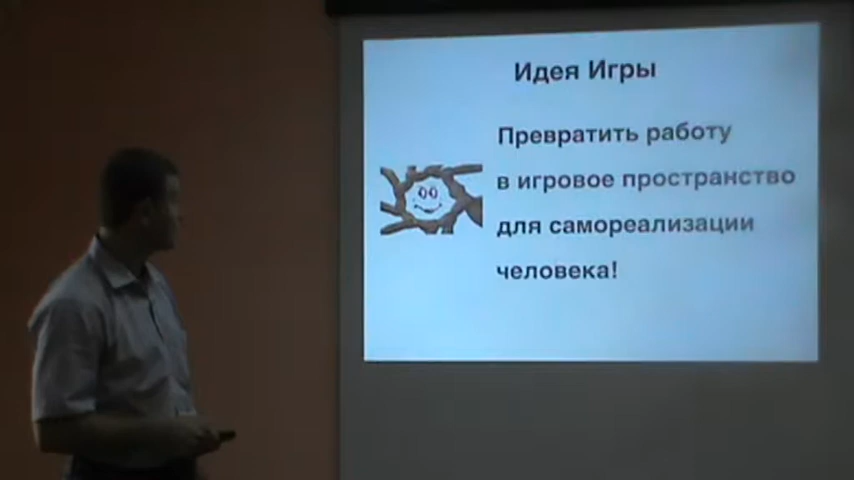 Идея Игры
Превратить работу
в игровое пространство
для самореализации
человека!